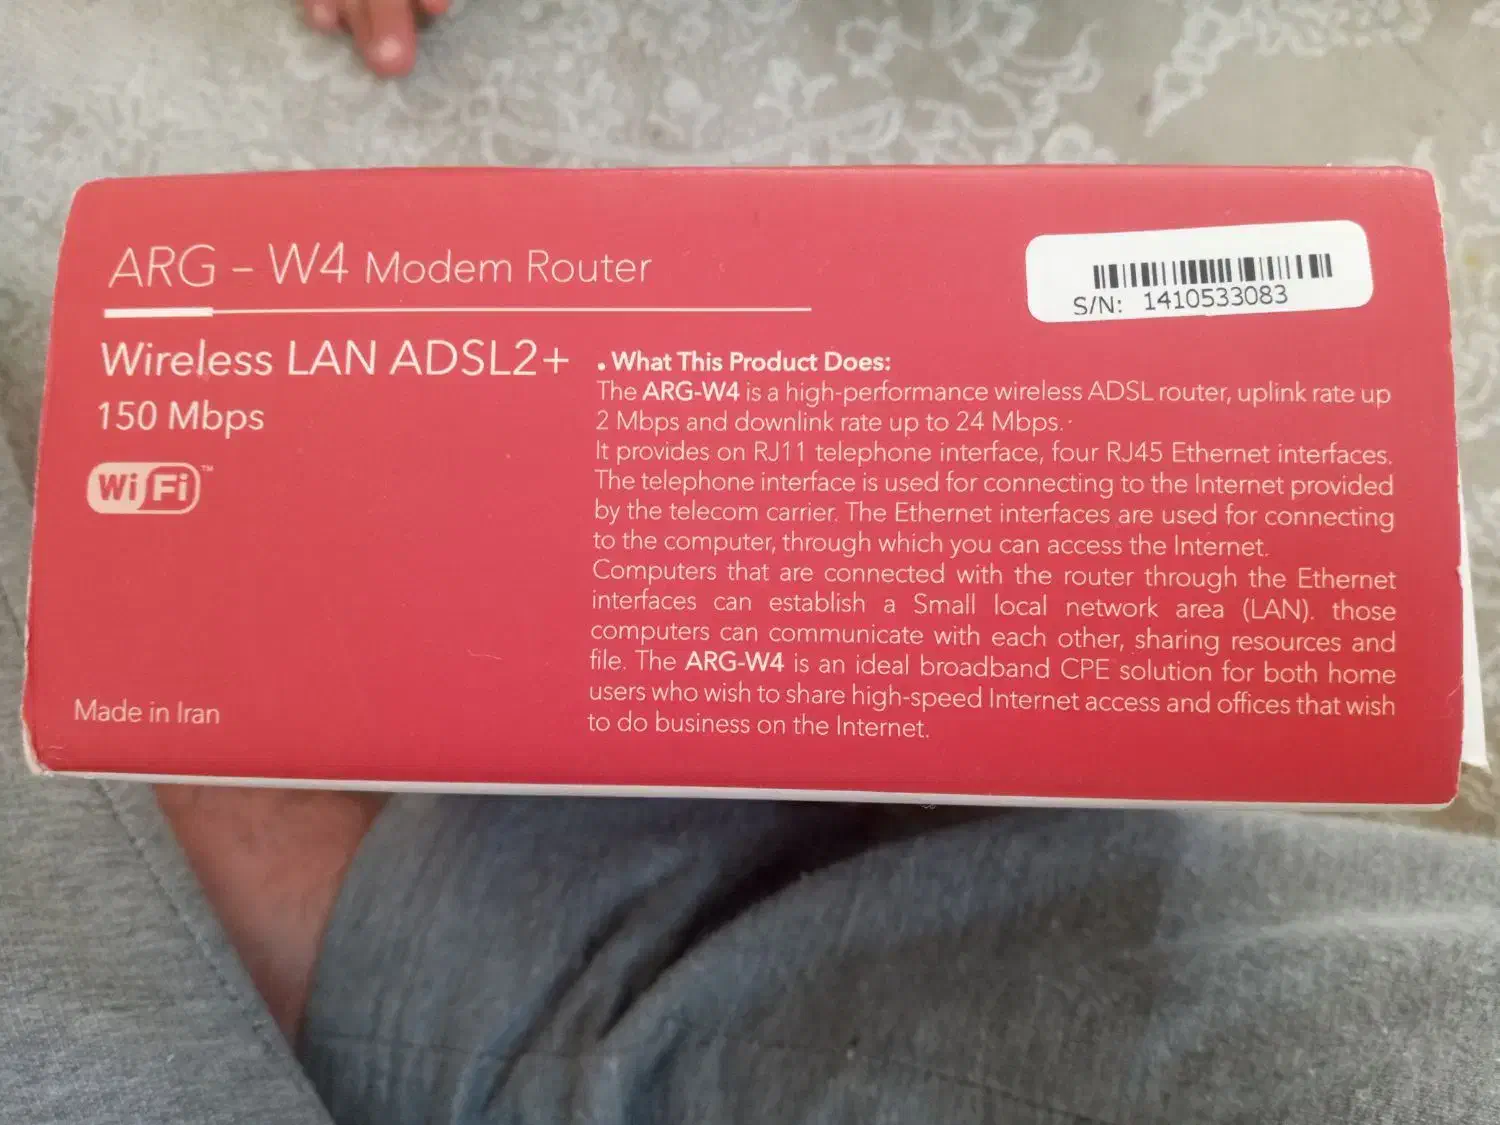 ARG – W4 Modem Router
S/N: 1410533083
Wireless LAN ADSL2+
150 Mbps
Wi Fi™
Made in Iran
• What This Product Does:
The ARG-W4 is a high-performance wireless ADSL router, uplink rate up
2 Mbps and downlink rate up to 24 Mbps.
It provides on RJ11 telephone interface, four RJ45 Ethernet interfaces.
The telephone interface is used for connecting to the Internet provided
by the telecom carrier. The Ethernet interfaces are used for connecting
to the computer, through which you can access the Internet.
Computers that are connected with the router through the Ethernet
interfaces can establish a Small local network area (LAN). those
computers can communicate with each other, sharing resources and
file. The ARG-W4 is an ideal broadband CPE solution for both home
users who wish to share high-speed Internet access and offices that wish
to do business on the Internet.